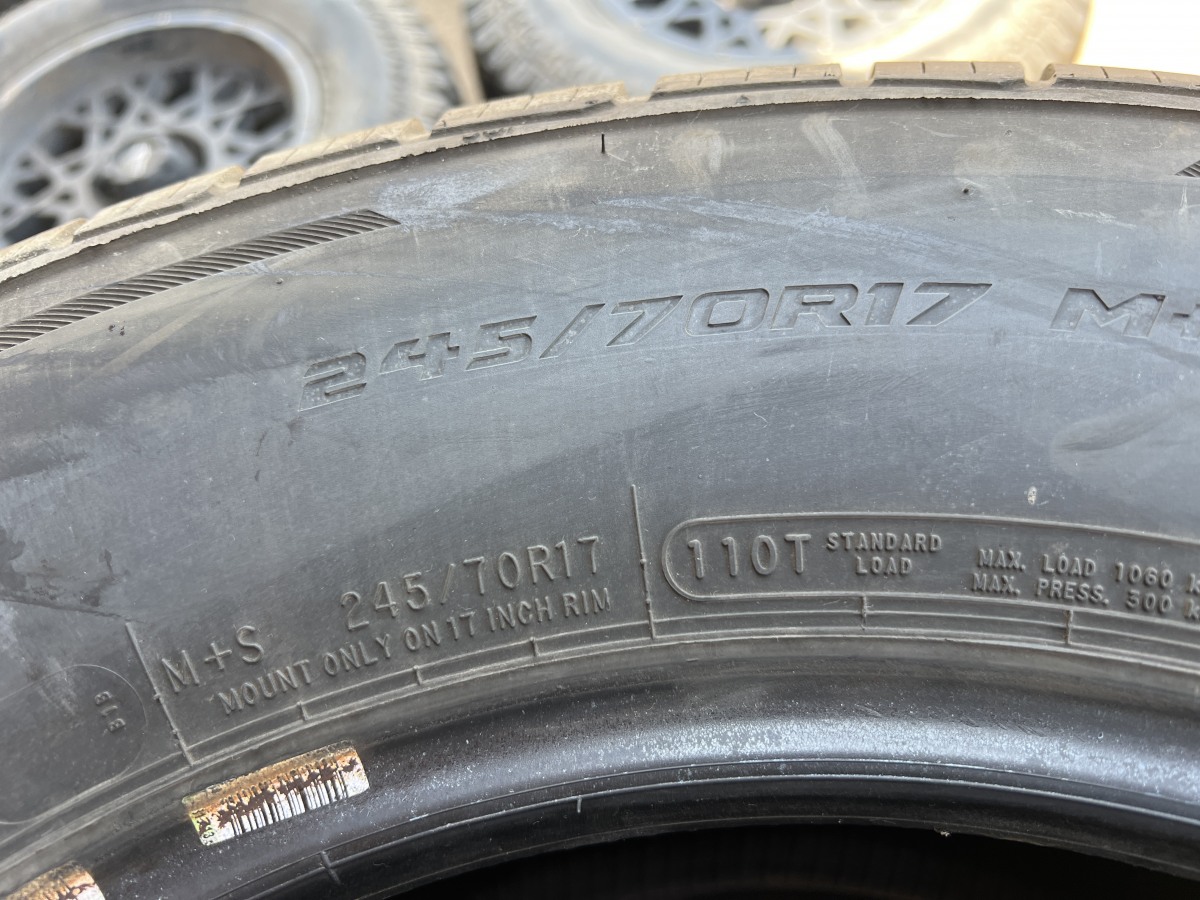 245/70R17 M+
M+S 245/70R17
MOUNT ONLY ON 17 INCH RIM
110T STANDARD LOAD
MAX. LOAD 1060
MAX. PRESS. 300